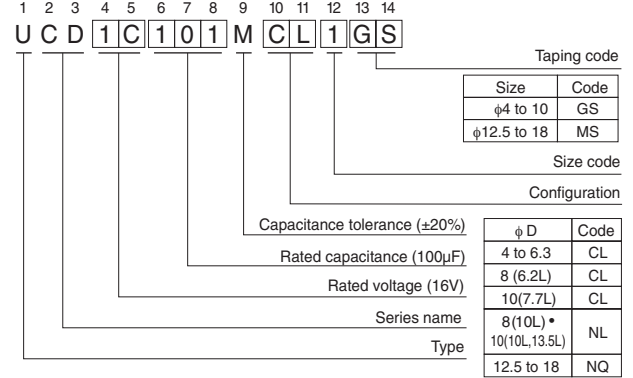 1 2 3 4 5 6 7 8 9 10 11 12 13 14
U C D 1 C 1 0 1 M C L 1 G S
Taping code
Size Code
ϕ4 to 10 GS
ϕ12.5 to 18 MS
Size code
Configuration
Capacitance tolerance (±20%)
Rated capacitance (100µF)
Rated voltage (16V)
Series name
Type
ϕ D Code
4 to 6.3 CL
8 (6.2L) CL
10(7.7L) CL
8(10L) •
10(10L,13.5L) NL
12.5 to 18 NQ